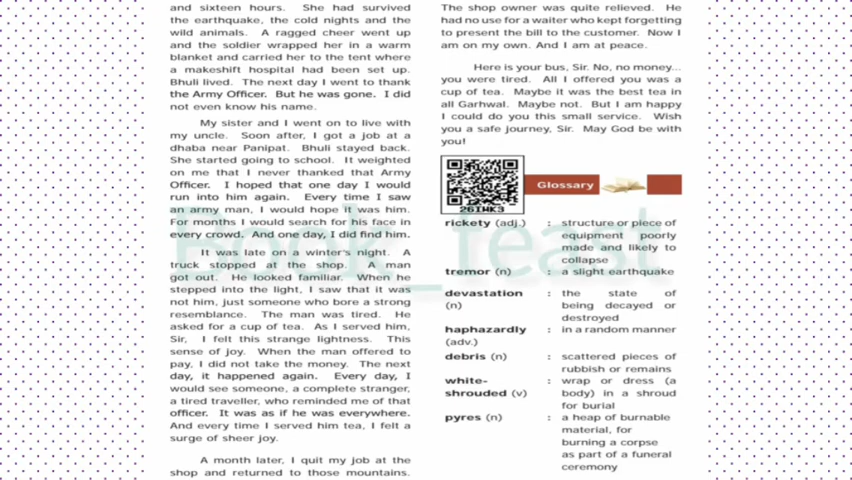 and sixteen hours. She had survived
the earthquake, the cold nights and the
wild animals. A ragged cheer went up
and the soldier wrapped her in a warm
blanket and carried her to the tent where
a makeshift hospital had been set up.
Bhuli lived. The next day I went to thank
the Army Officer. But he was gone. I did
not even know his name.
My sister and I went on to live with
my uncle. Soon after, I got a job at a
dhaba near Panipat. Bhuli stayed back.
She started going to school. It weighted
on me that I never thanked that Army
Officer. I hoped that one day I would
run into him again. Every time I saw
an army man, I would hope it was him.
For months I would search for his face in
every crowd. And one day, I did find him.
It was late on a winter's night. A
truck stopped at the shop. A man
got out. He looked familiar. When he
stepped into the light, I saw that it was
not him, just someone who bore a strong
resemblance. The man was tired. He
asked for a cup of tea. As I served him,
Sir, I felt this strange lightness. This
sense of joy. When the man offered to
pay, I did not take the money. The next
day, it happened again. Every day, I
would see someone, a complete stranger,
a tired traveller, who reminded me of that
officer. It was as if he was everywhere.
And every time I served him tea, I felt a
surge of sheer joy.
A month later, I quit my job at the
shop and returned to those mountains.
The shop owner was quite relieved. He
had no use for a waiter who kept forgetting
to present the bill to the customer. Now I
am on my own. And I am at peace.
Here is your bus, Sir. No, no money...
you were tired. All I offered you was a
cup of tea. Maybe it was the best tea in
all Garhwal. Maybe not. But I am happy
I could do you this small service. Wish
you a safe journey, Sir. May God be with
you!
26IWK3
Glossary
rickety (adj.) : structure or piece of
equipment poorly
made and likely to
collapse
tremor (n) : a slight earthquake
devastation : the state of
(n) being decayed or
destroyed
haphazardly : in a random manner
(adv.)
debris (n) : scattered pieces of
rubbish or remains
white- : wrap or dress (a
shrouded (v) body) in a shroud
for burial
pyres (n) : a heap of burnable
material, for
burning a corpse
as part of a funeral
ceremony
Book_feast